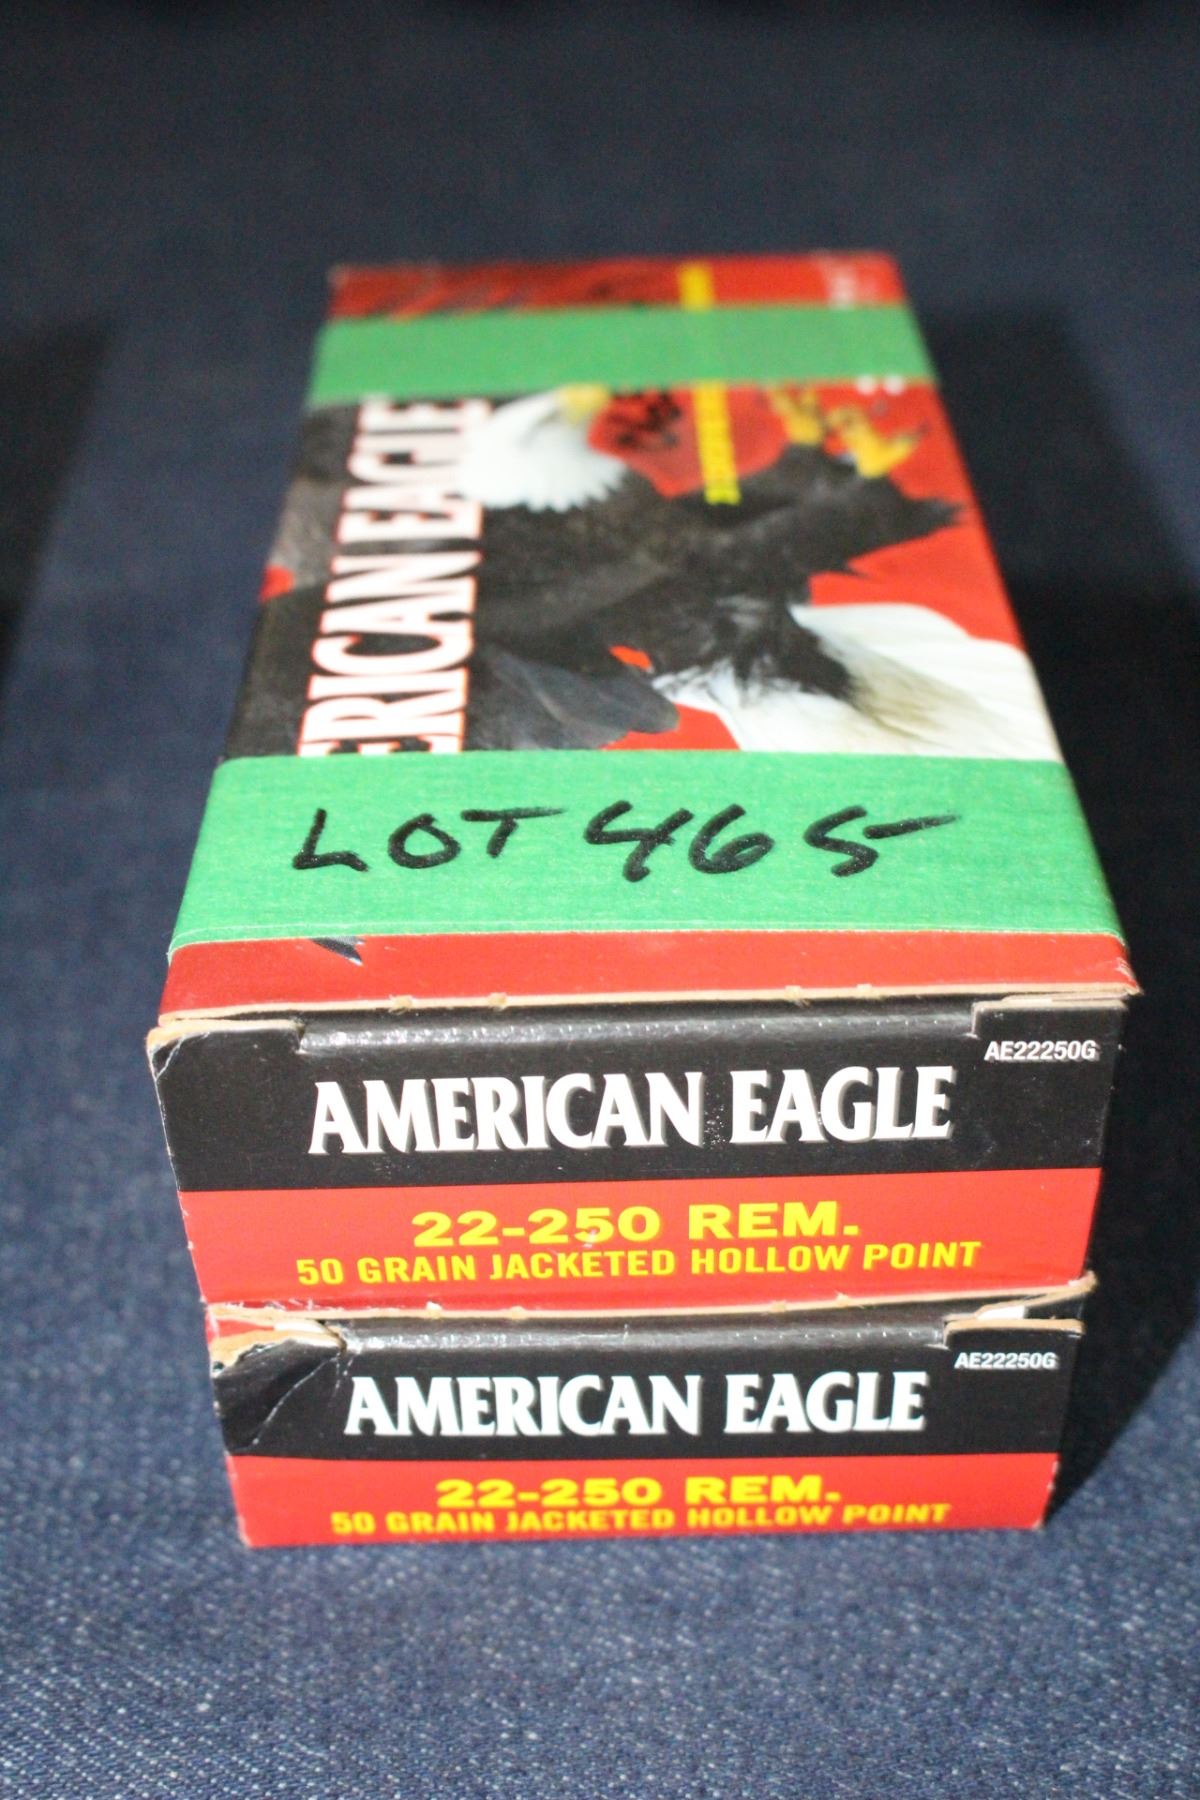 ERICAN EAGLE
LOT 465
AE22250G
AMERICAN EAGLE
22-250 REM.
50 GRAIN JACKETED HOLLOW POINT
AE22250G
AMERICAN EAGLE
22-250 REM.
50 GRAIN JACKETED HOLLOW POINT